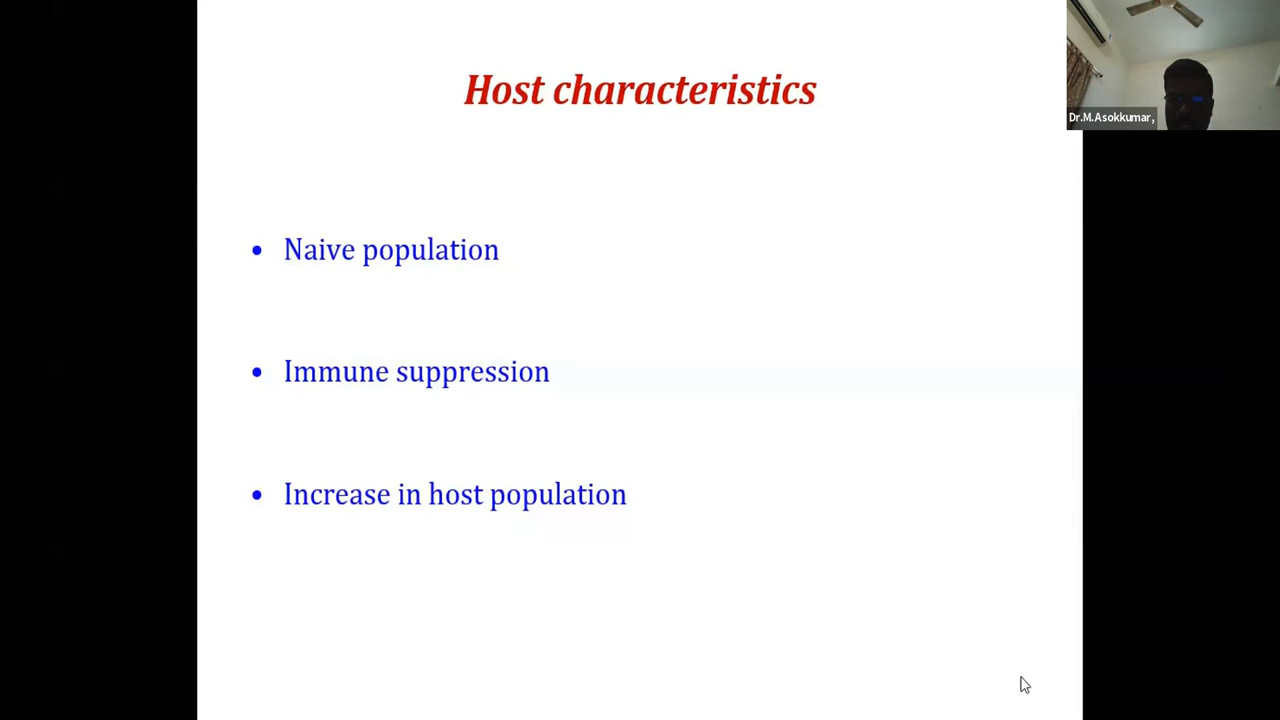 Host characteristics
Dr.M.Asokkumar,
• Naive population
• Immune suppression
• Increase in host population